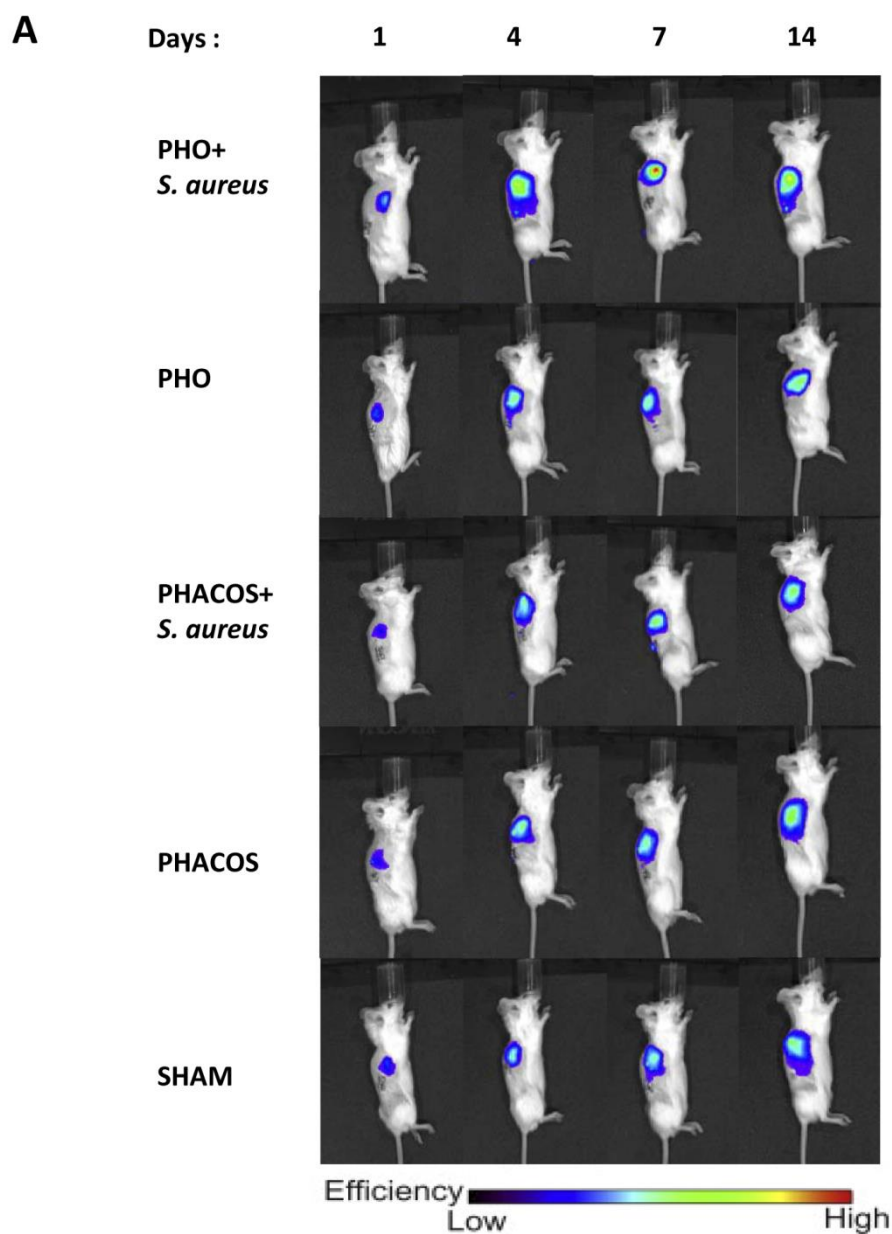 A
Days : 1 4 7 14
PHO+
S. aureus
PHO
PHACOS+
S. aureus
PHACOS
SHAM
Efficiency
Low High